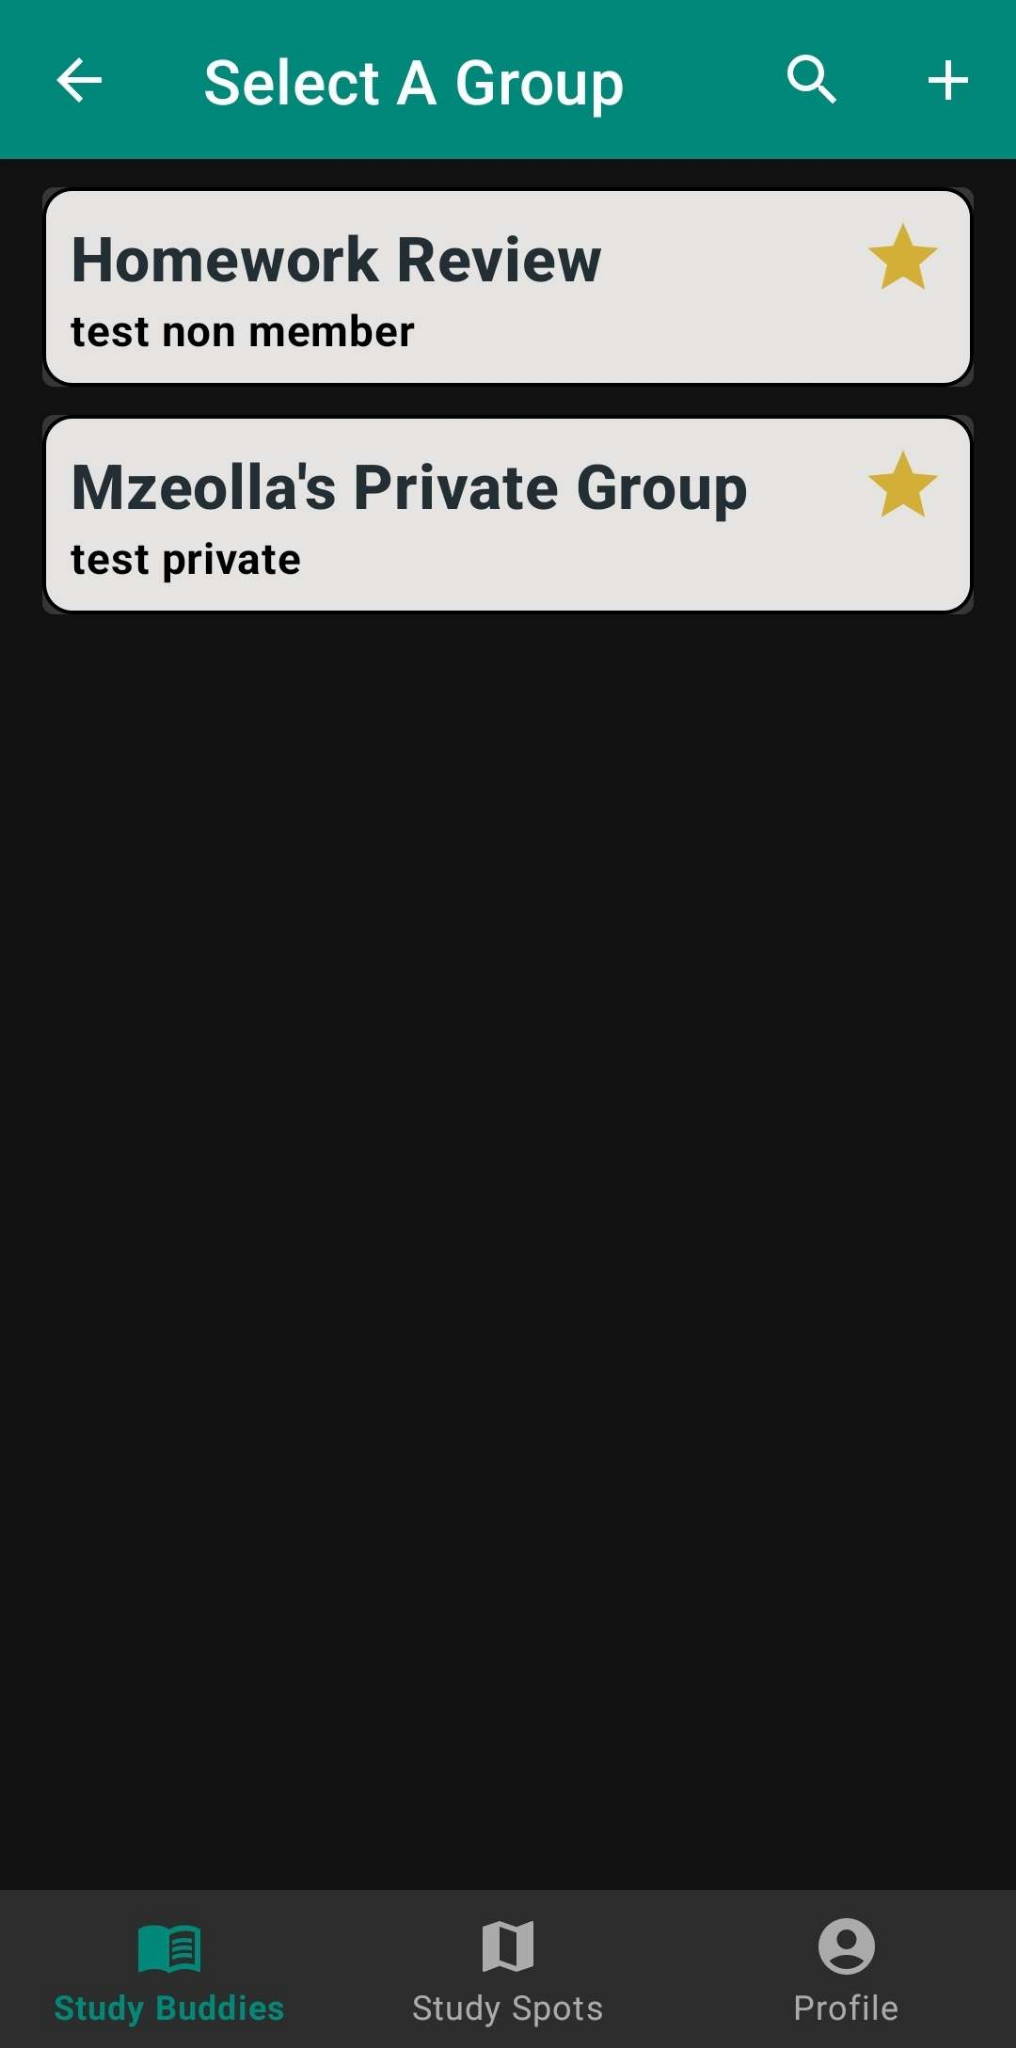 Select A Group
Homework Review
test non member
Mzeolla's Private Group
test private
Study Buddies
Study Spots
Profile